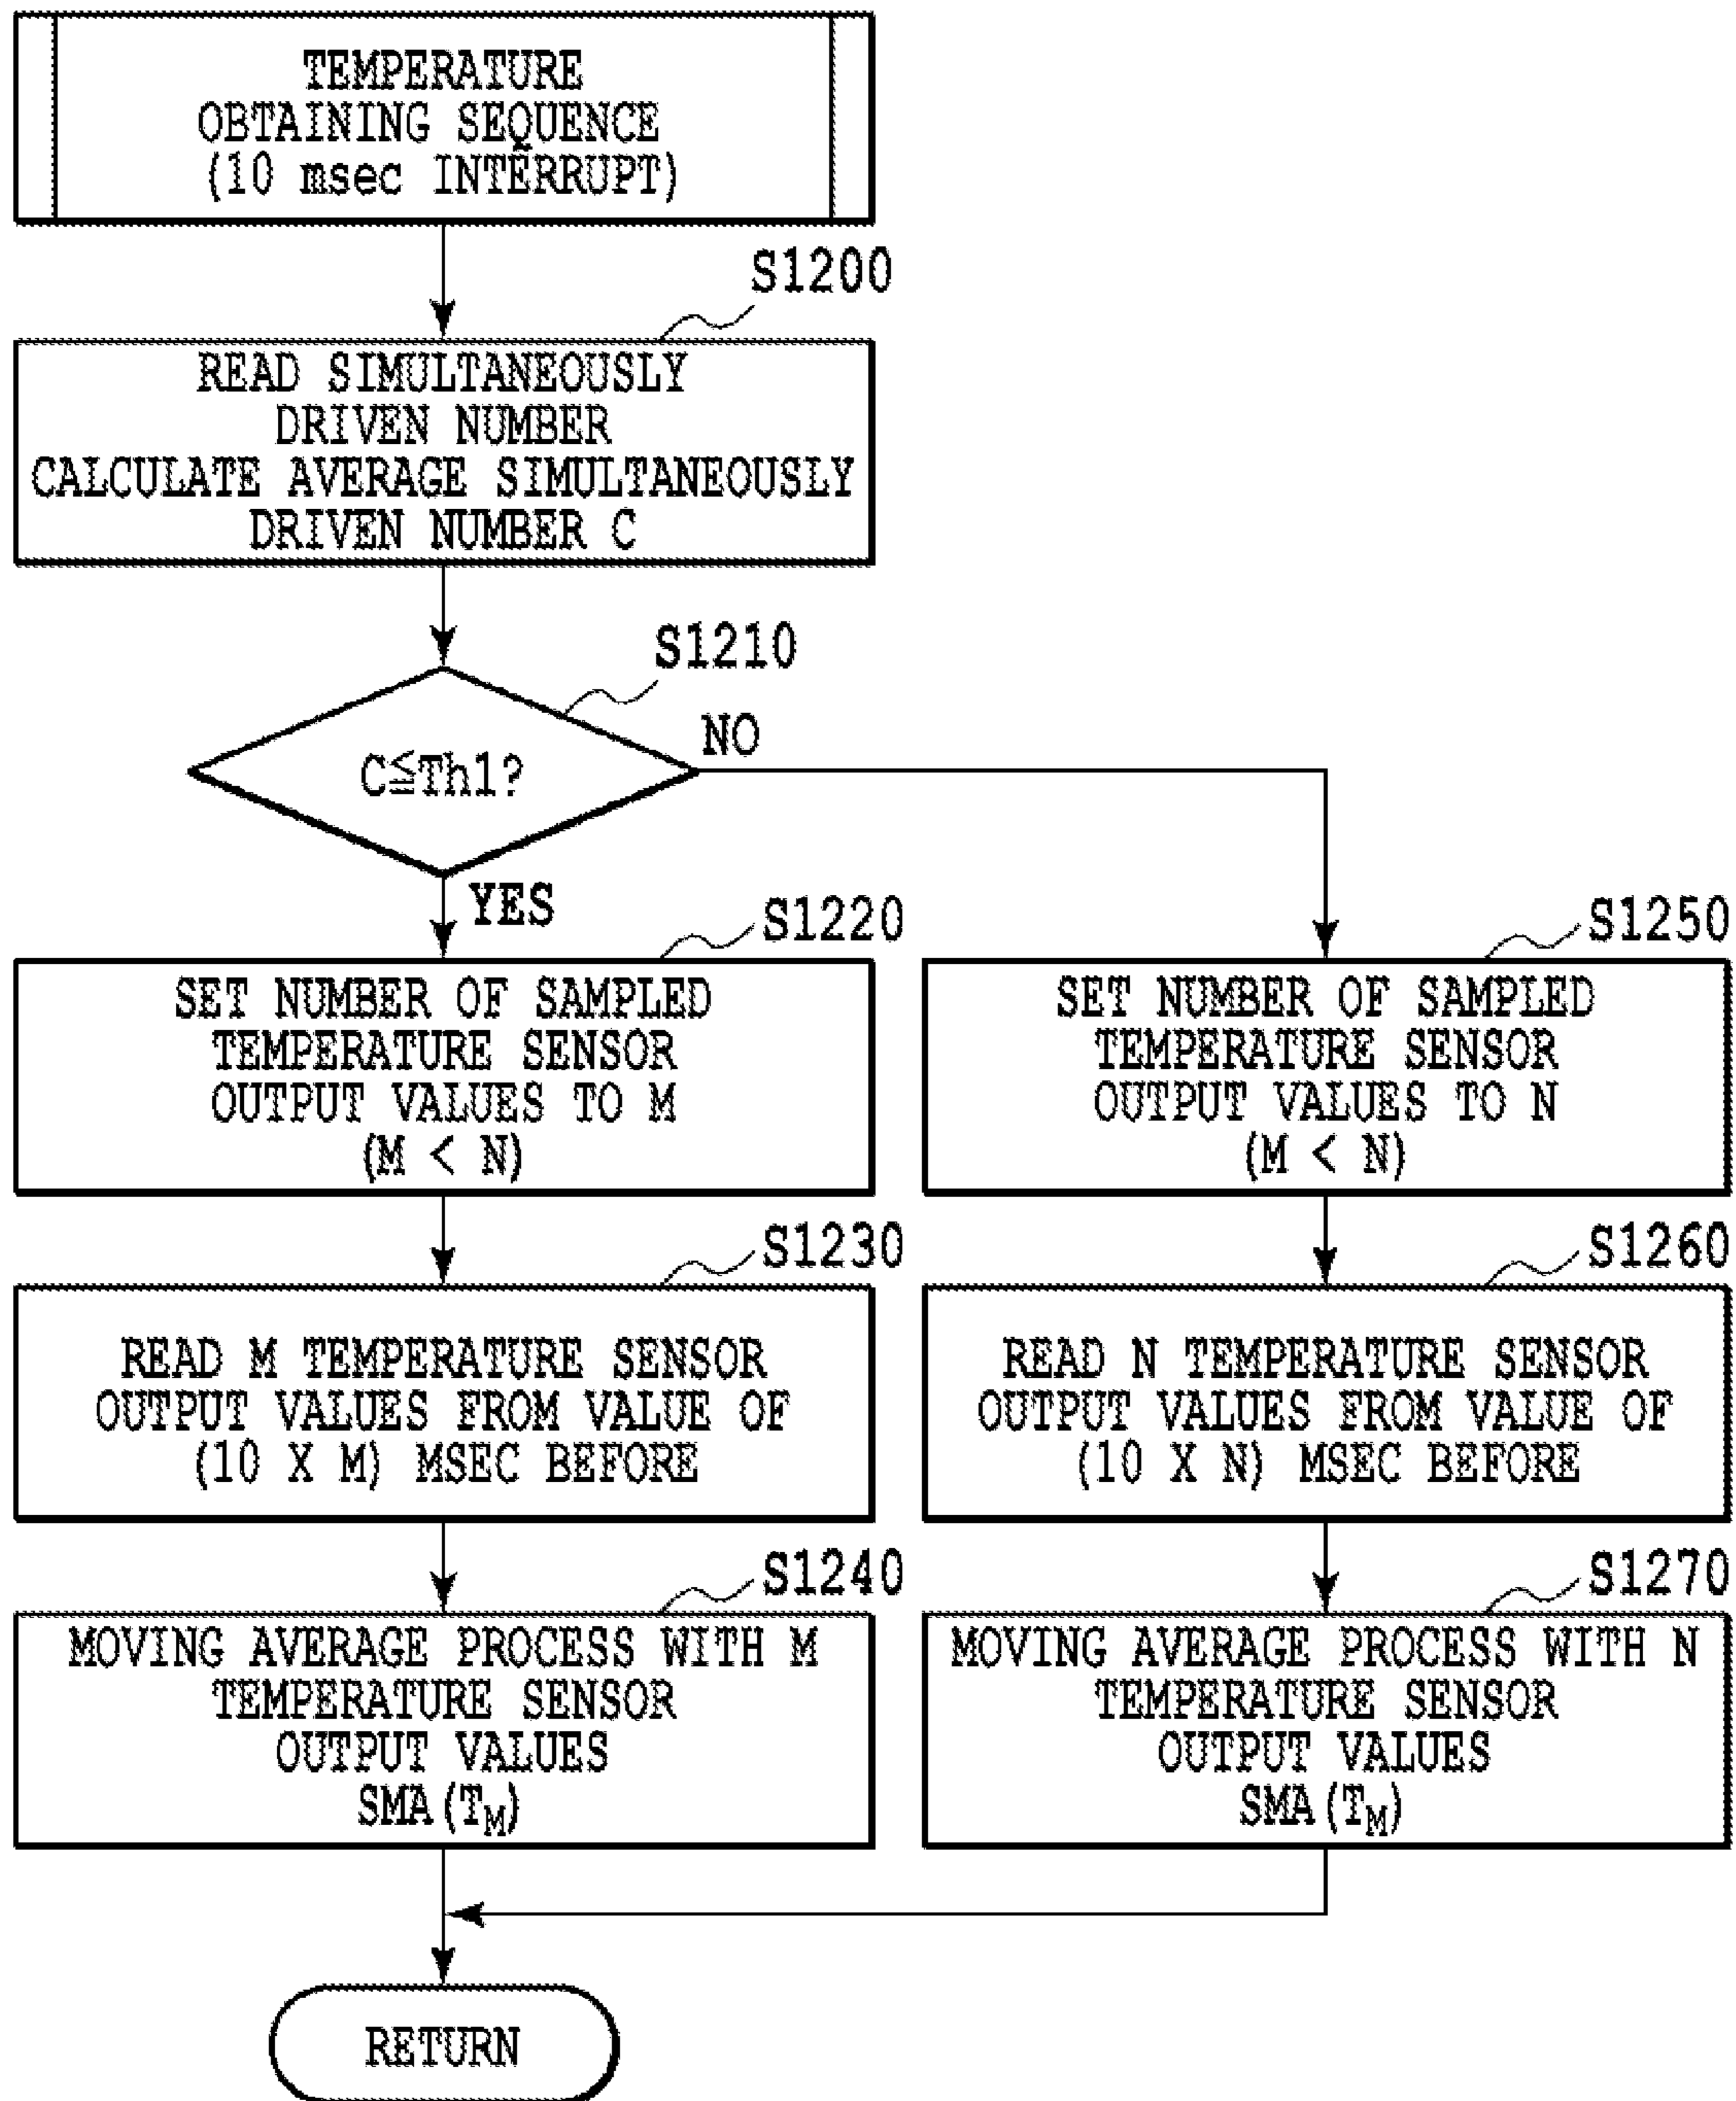 TEMPERATURE
OBTAINING SEQUENCE
(10 msec INTERRUPT)
S1200
READ SIMULTANEOUSLY
DRIVEN NUMBER
CALCULATE AVERAGE SIMULTANEOUSLY
DRIVEN NUMBER C
S1210
C≦Th1?
NO
YES
S1220
SET NUMBER OF SAMPLED
TEMPERATURE SENSOR
OUTPUT VALUES TO M
(M < N)
S1250
SET NUMBER OF SAMPLED
TEMPERATURE SENSOR
OUTPUT VALUES TO N
(M < N)
S1230
READ M TEMPERATURE SENSOR
OUTPUT VALUES FROM VALUE OF
(10 X M) MSEC BEFORE
S1260
READ N TEMPERATURE SENSOR
OUTPUT VALUES FROM VALUE OF
(10 X N) MSEC BEFORE
S1240
MOVING AVERAGE PROCESS WITH M
TEMPERATURE SENSOR
OUTPUT VALUES
SMA(T_M)
S1270
MOVING AVERAGE PROCESS WITH N
TEMPERATURE SENSOR
OUTPUT VALUES
SMA(T_M)
RETURN